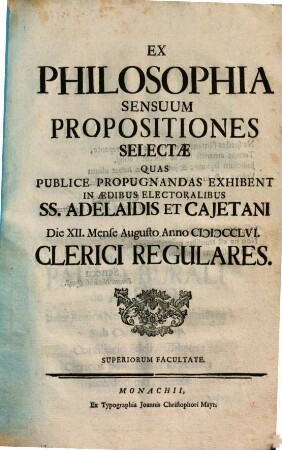 EX
PHILOSOPHIA
SENSUUM
PROPOSITIONES
SELECTÆ
QUAS
PUBLICE PROPUGNANDAS EXHIBENT
IN ÆDIBUS ELECTORALIBUS
SS. ADELAIDIS ET CAJETANI
Die XII. Mense Augusto Anno CIↃIↃCCLVI.
CLERICI REGULARES.
SUPERIORUM FACULTATE.
MONACHII,
Ex Typographia Joannis Christophori Mayr,